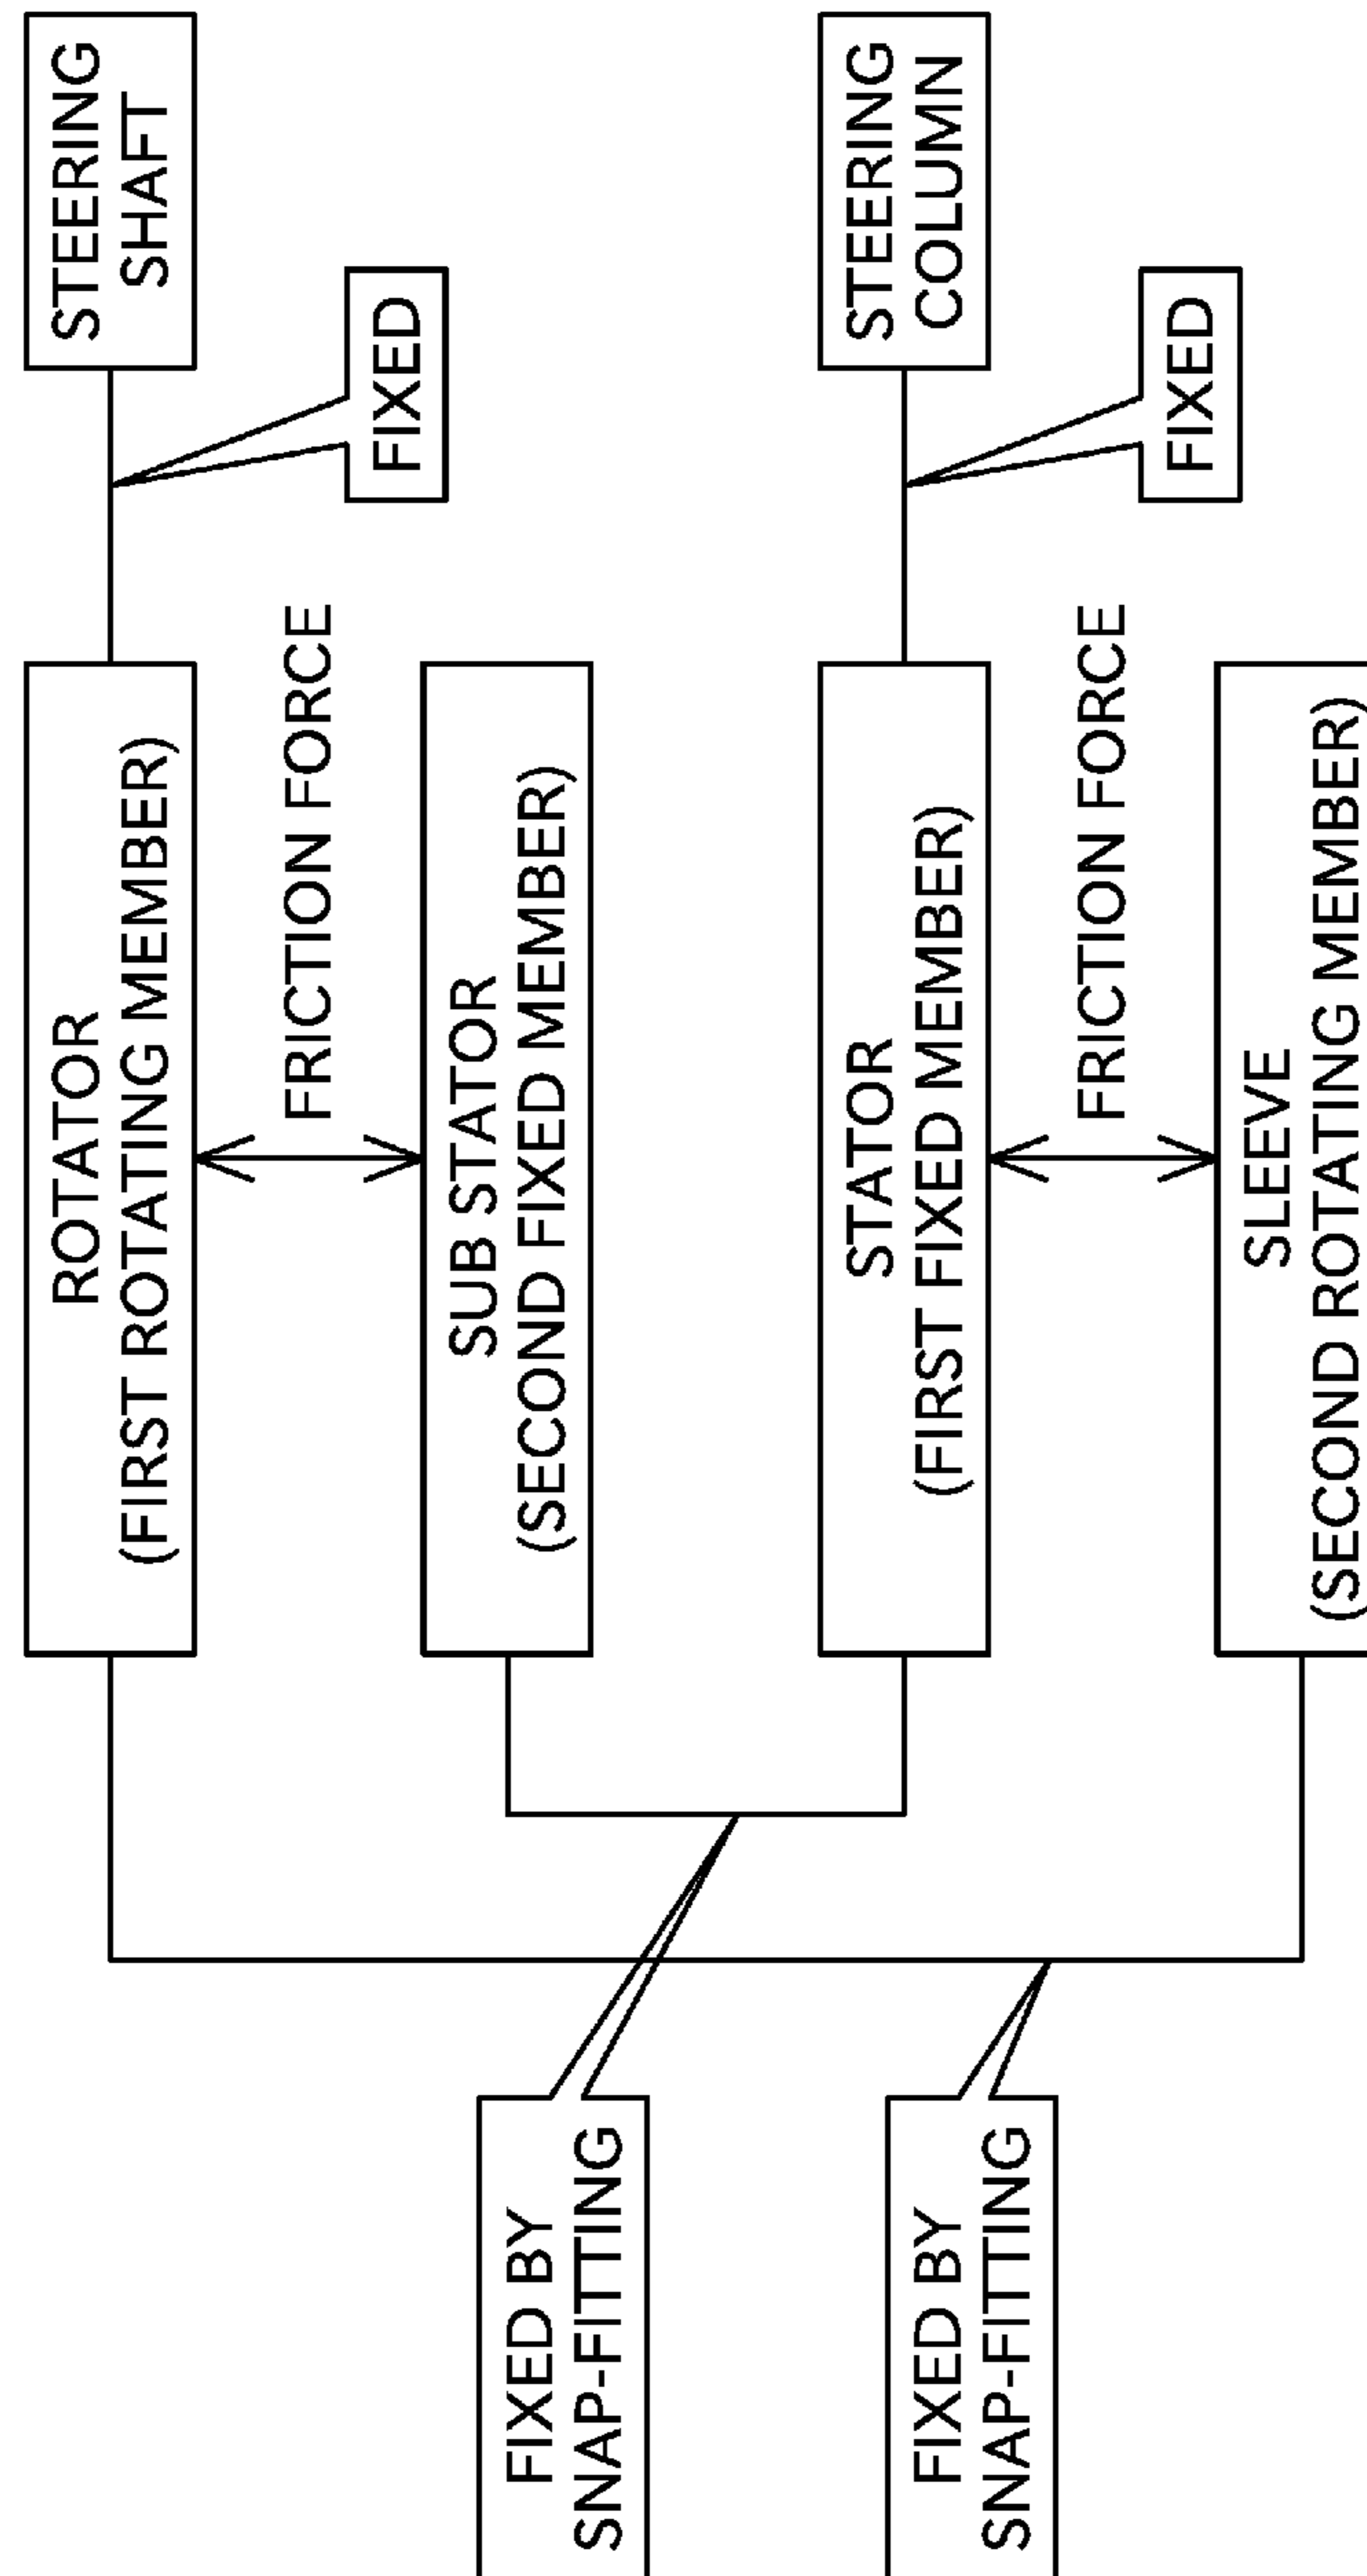 STEERING
SHAFT
FIXED
ROTATOR
(FIRST ROTATING MEMBER)
FRICTION FORCE
SUB STATOR
(SECOND FIXED MEMBER)
STEERING
COLUMN
FIXED
STATOR
(FIRST FIXED MEMBER)
FRICTION FORCE
SLEEVE
(SECOND ROTATING MEMBER)
FIXED BY
SNAP-FITTING
FIXED BY
SNAP-FITTING